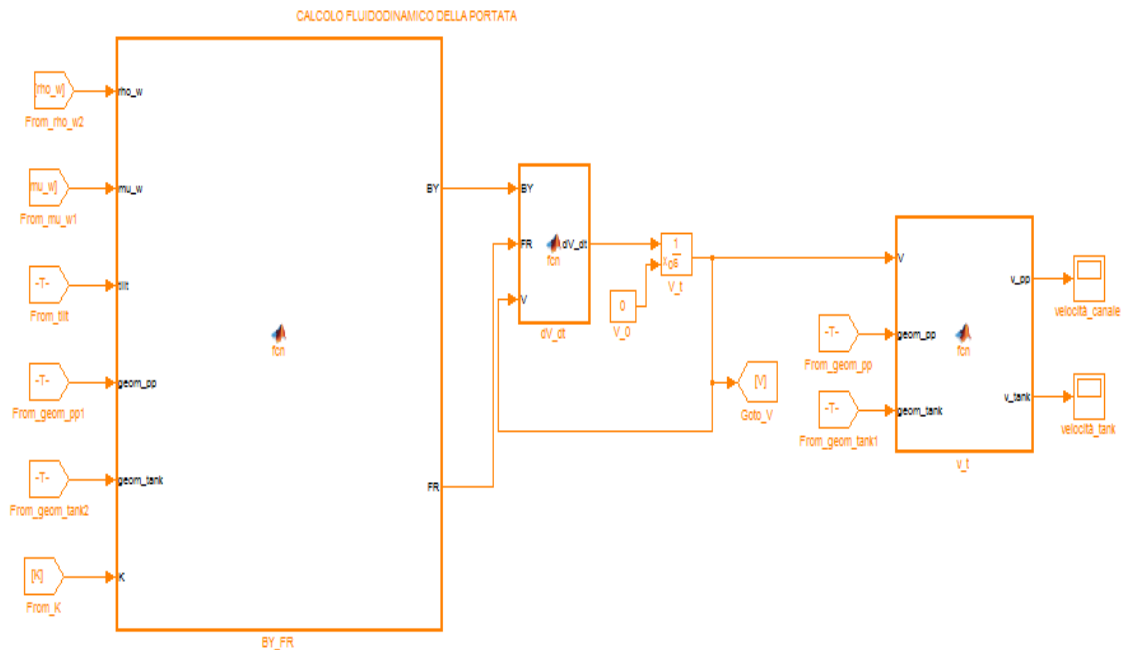 CALCOLO FLUIDODINAMICO DELLA PORTATA
[rho_w]
From_rho_w2
rho_w
mu_w]
From_mu_w1
mu_w
-T-
From_tilt
tilt
-T-
From_geom_pp1
geom_pp
-T-
From_geom_tank2
geom_tank
[K]
From_K
K
fcn
BY
FR
BY_FR
BY
FR
V
fcn
dV_dt
dV_dt
0
V_0
1
s
V_t
[V]
Goto_V
-T-
From_geom_pp
-T-
From_geom_tank1
V
geom_pp
geom_tank
fcn
v_pp
v_tank
v_t
velocità_canale
velocità_tank